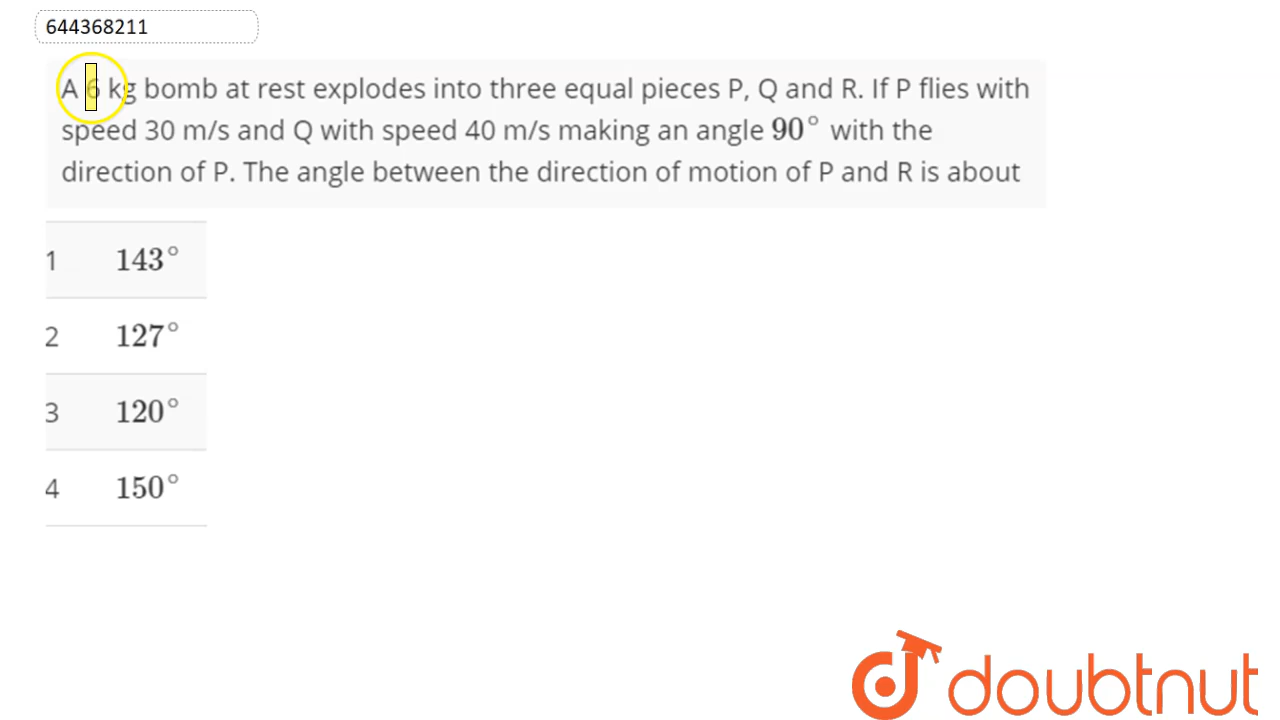 644368211
A 6 kg bomb at rest explodes into three equal pieces P, Q and R. If P flies with
speed 30 m/s and Q with speed 40 m/s making an angle 90° with the
direction of P. The angle between the direction of motion of P and R is about
1 143°
2 127°
3 120°
4 150°
doubtnut